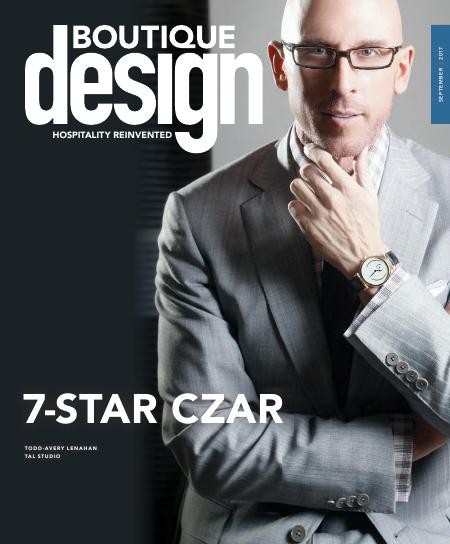 BOUTIQUE
design
HOSPITALITY REINVENTED
SEPTEMBER 2017
7-STAR CZAR
TODD-AVERY LENAHAN
TAL STUDIO